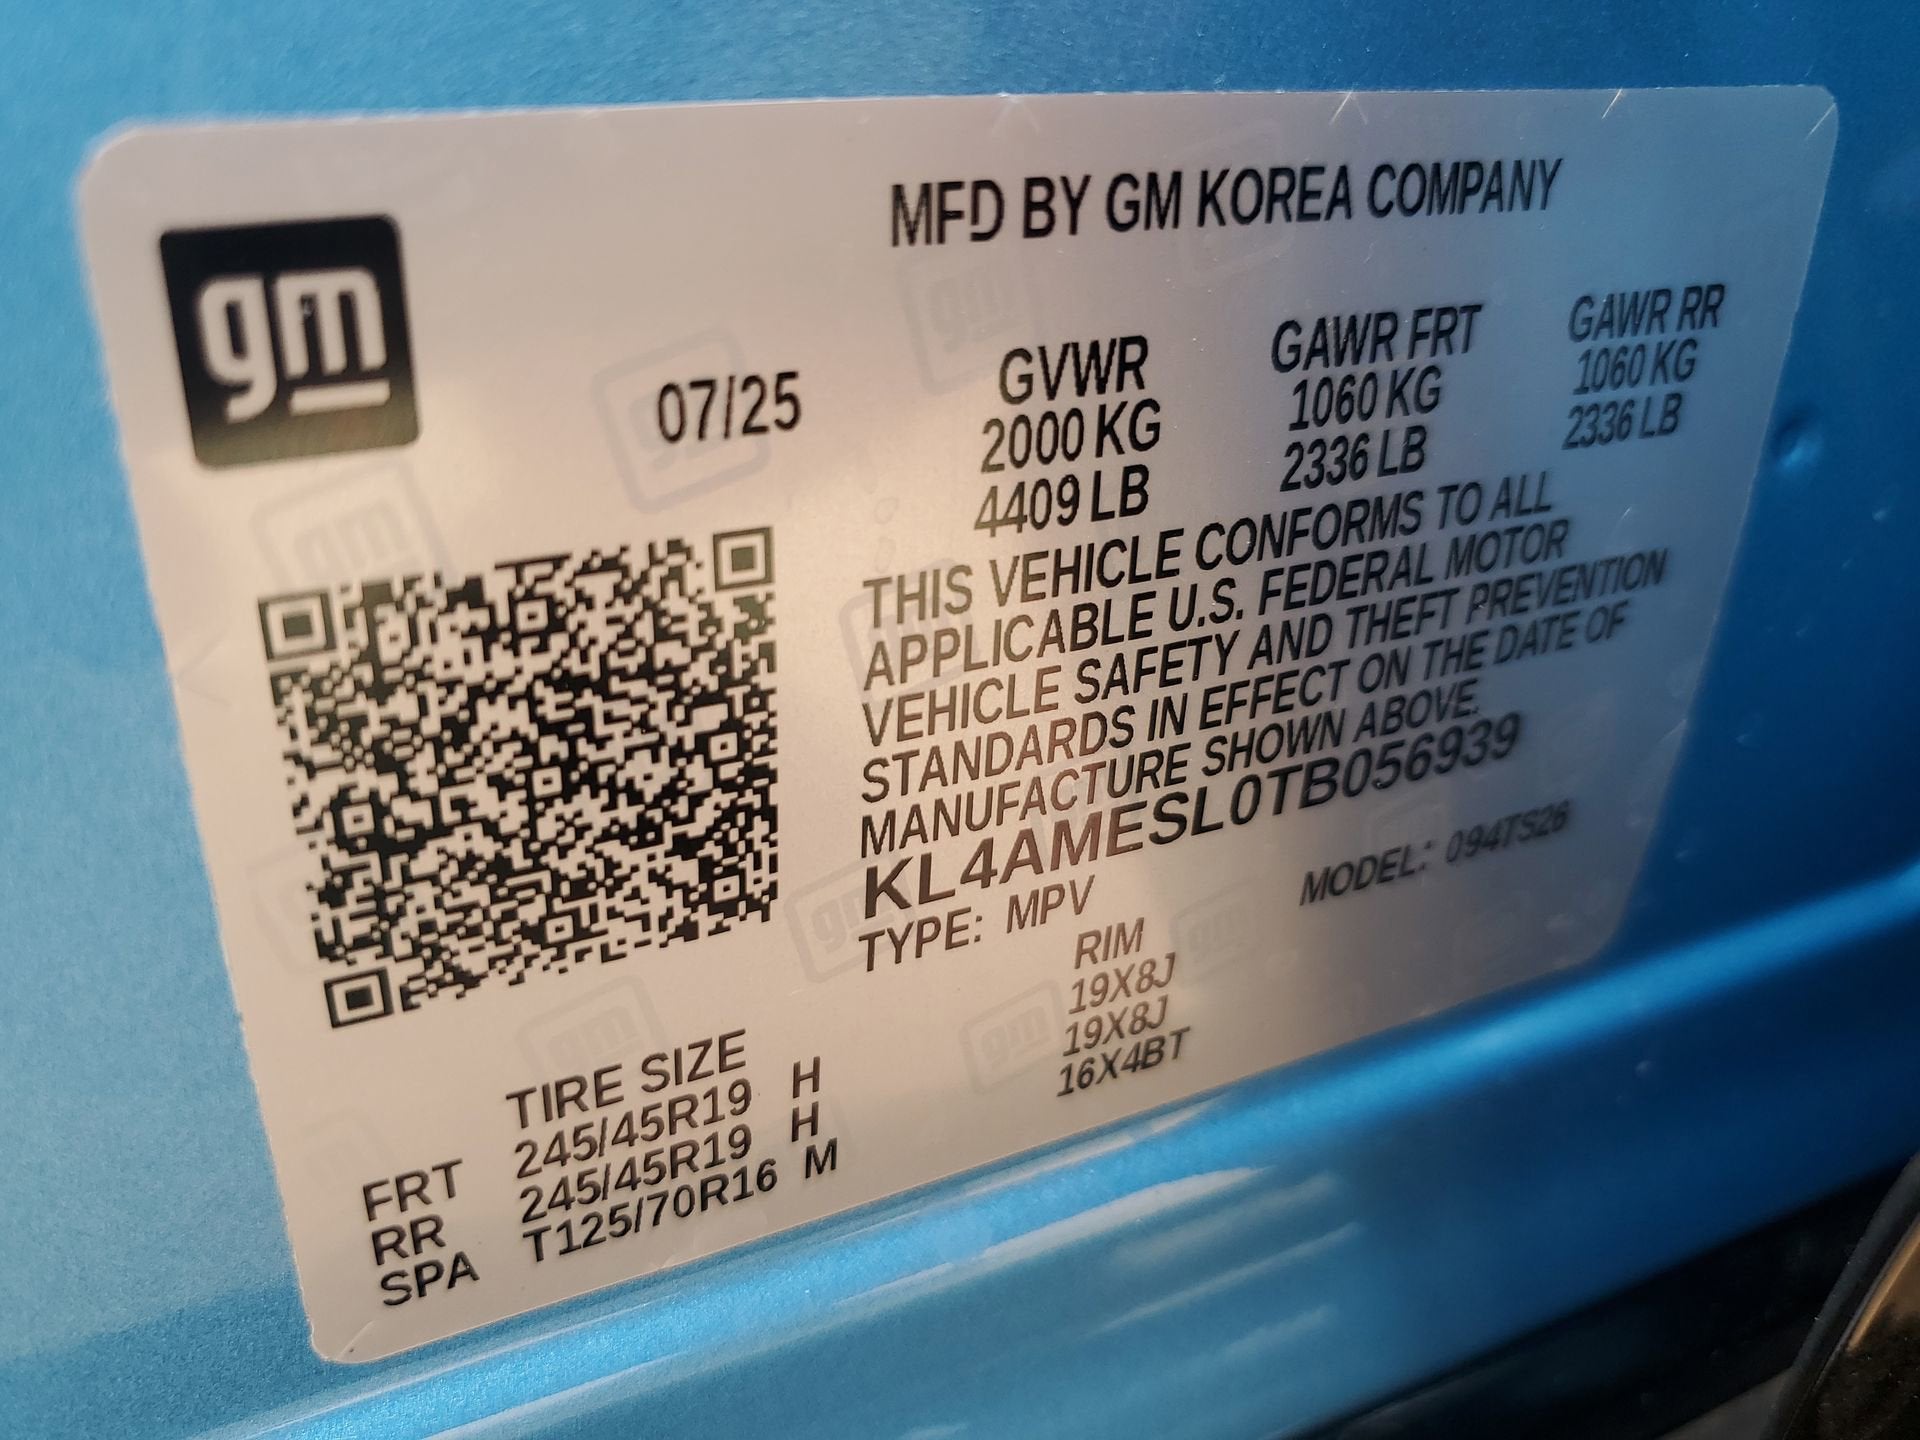 gm
MFD BY GM KOREA COMPANY
07/25
GVWR GAWR FRT GAWR RR
2000 KG 1060 KG 1060 KG
4409 LB 2336 LB 2336 LB
THIS VEHICLE CONFORMS TO ALL
APPLICABLE U.S. FEDERAL MOTOR
VEHICLE SAFETY AND THEFT PREVENTION
STANDARDS IN EFFECT ON THE DATE OF
MANUFACTURE SHOWN ABOVE.
KL4AMESL0TB056939
TYPE: MPV MODEL: 094TS26
TIRE SIZE RIM
FRT 245/45R19 H 19X8J
RR 245/45R19 H 19X8J
SPA T125/70R16 M 16X4BT